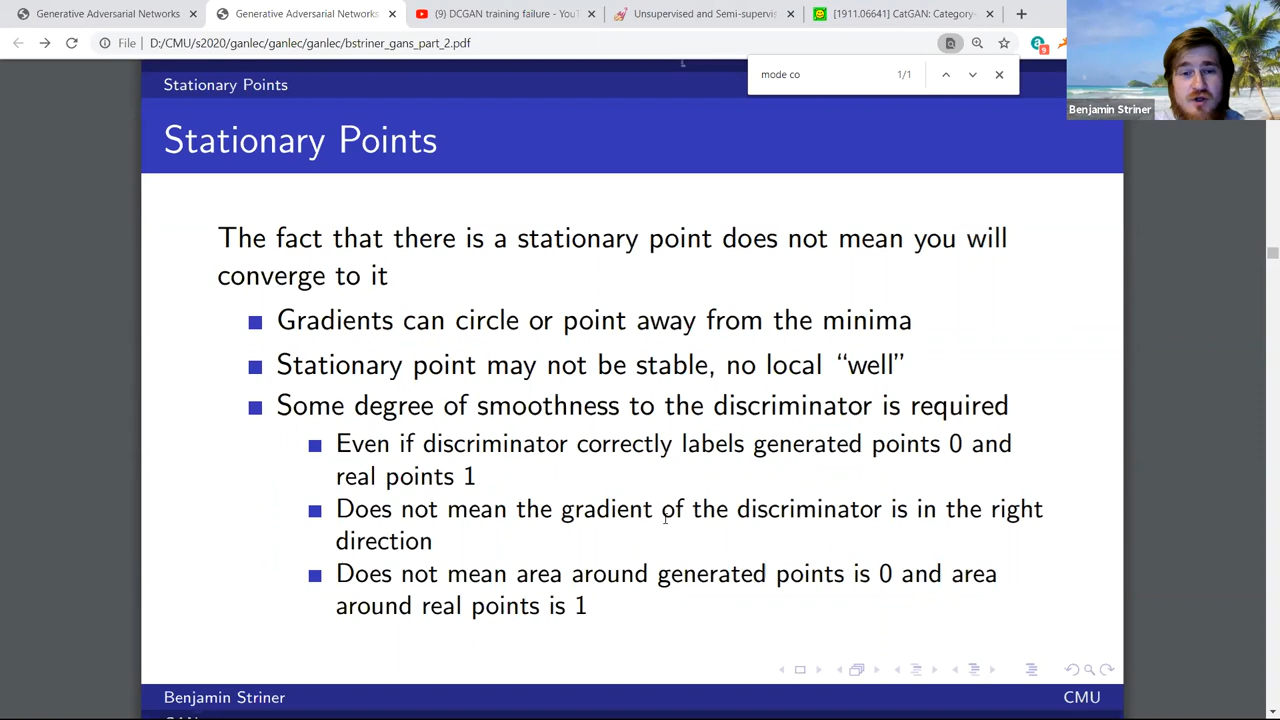 Generative Adversarial Networks
Generative Adversarial Networks
(9) DCGAN training failure - YouT
Unsupervised and Semi-supervis
[1911.06641] CatGAN: Category-
File
D:/CMU/s2020/ganlec/ganlec/ganlec/bstriner_gans_part_2.pdf
9
mode co
1/1
Benjamin Striner
Stationary Points
Stationary Points
The fact that there is a stationary point does not mean you will
converge to it
Gradients can circle or point away from the minima
Stationary point may not be stable, no local “well”
Some degree of smoothness to the discriminator is required
Even if discriminator correctly labels generated points 0 and
real points 1
Does not mean the gradient of the discriminator is in the right
direction
Does not mean area around generated points is 0 and area
around real points is 1
Benjamin Striner
CMU